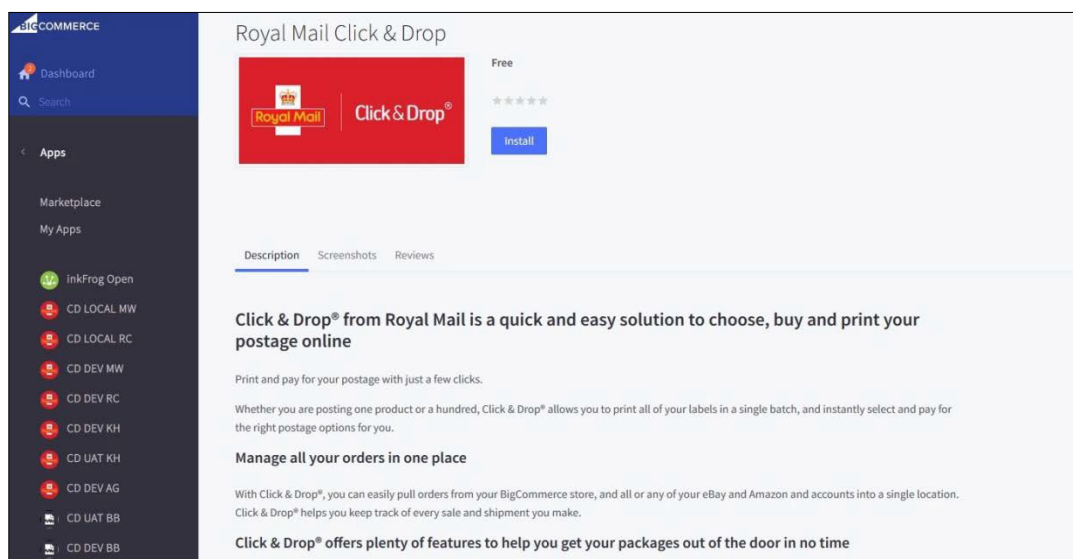 BIGCOMMERCE
2
Dashboard
Search
Apps
Marketplace
My Apps
inkFrog Open
CD LOCAL MW
CD LOCAL RC
CD DEV MW
CD DEV RC
CD DEV KH
CD UAT KH
CD DEV AG
CD UAT BB
CD DEV BB
Royal Mail Click & Drop
Royal Mail
Click & Drop®
Free
Install
Description Screenshots Reviews
Click & Drop® from Royal Mail is a quick and easy solution to choose, buy and print your
postage online
Print and pay for your postage with just a few clicks.
Whether you are posting one product or a hundred, Click & Drop® allows you to print all of your labels in a single batch, and instantly select and pay for
the right postage options for you.
Manage all your orders in one place
With Click & Drop®, you can easily pull orders from your BigCommerce store, and all or any of your eBay and Amazon and accounts into a single location.
Click & Drop® helps you keep track of every sale and shipment you make.
Click & Drop® offers plenty of features to help you get your packages out of the door in no time